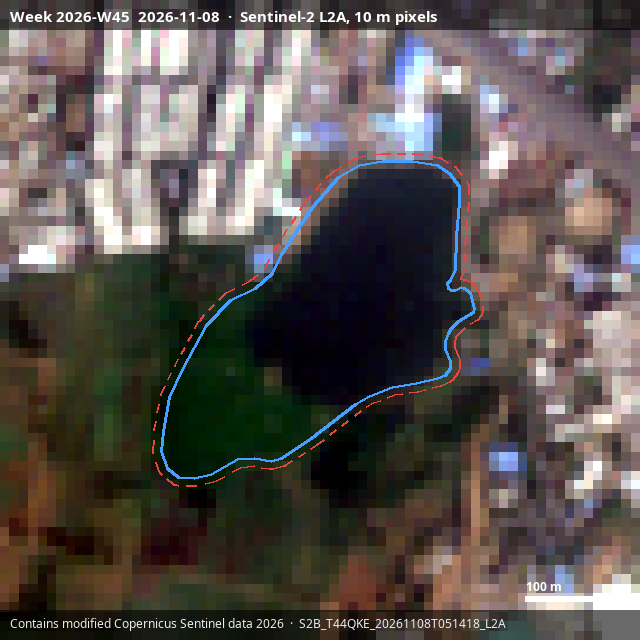 Week 2026-W45  2026-11-08  ·  Sentinel-2 L2A, 10 m pixels
100 m
Contains modified Copernicus Sentinel data 2026  ·  S2B_T44QKE_20261108T051418_L2A